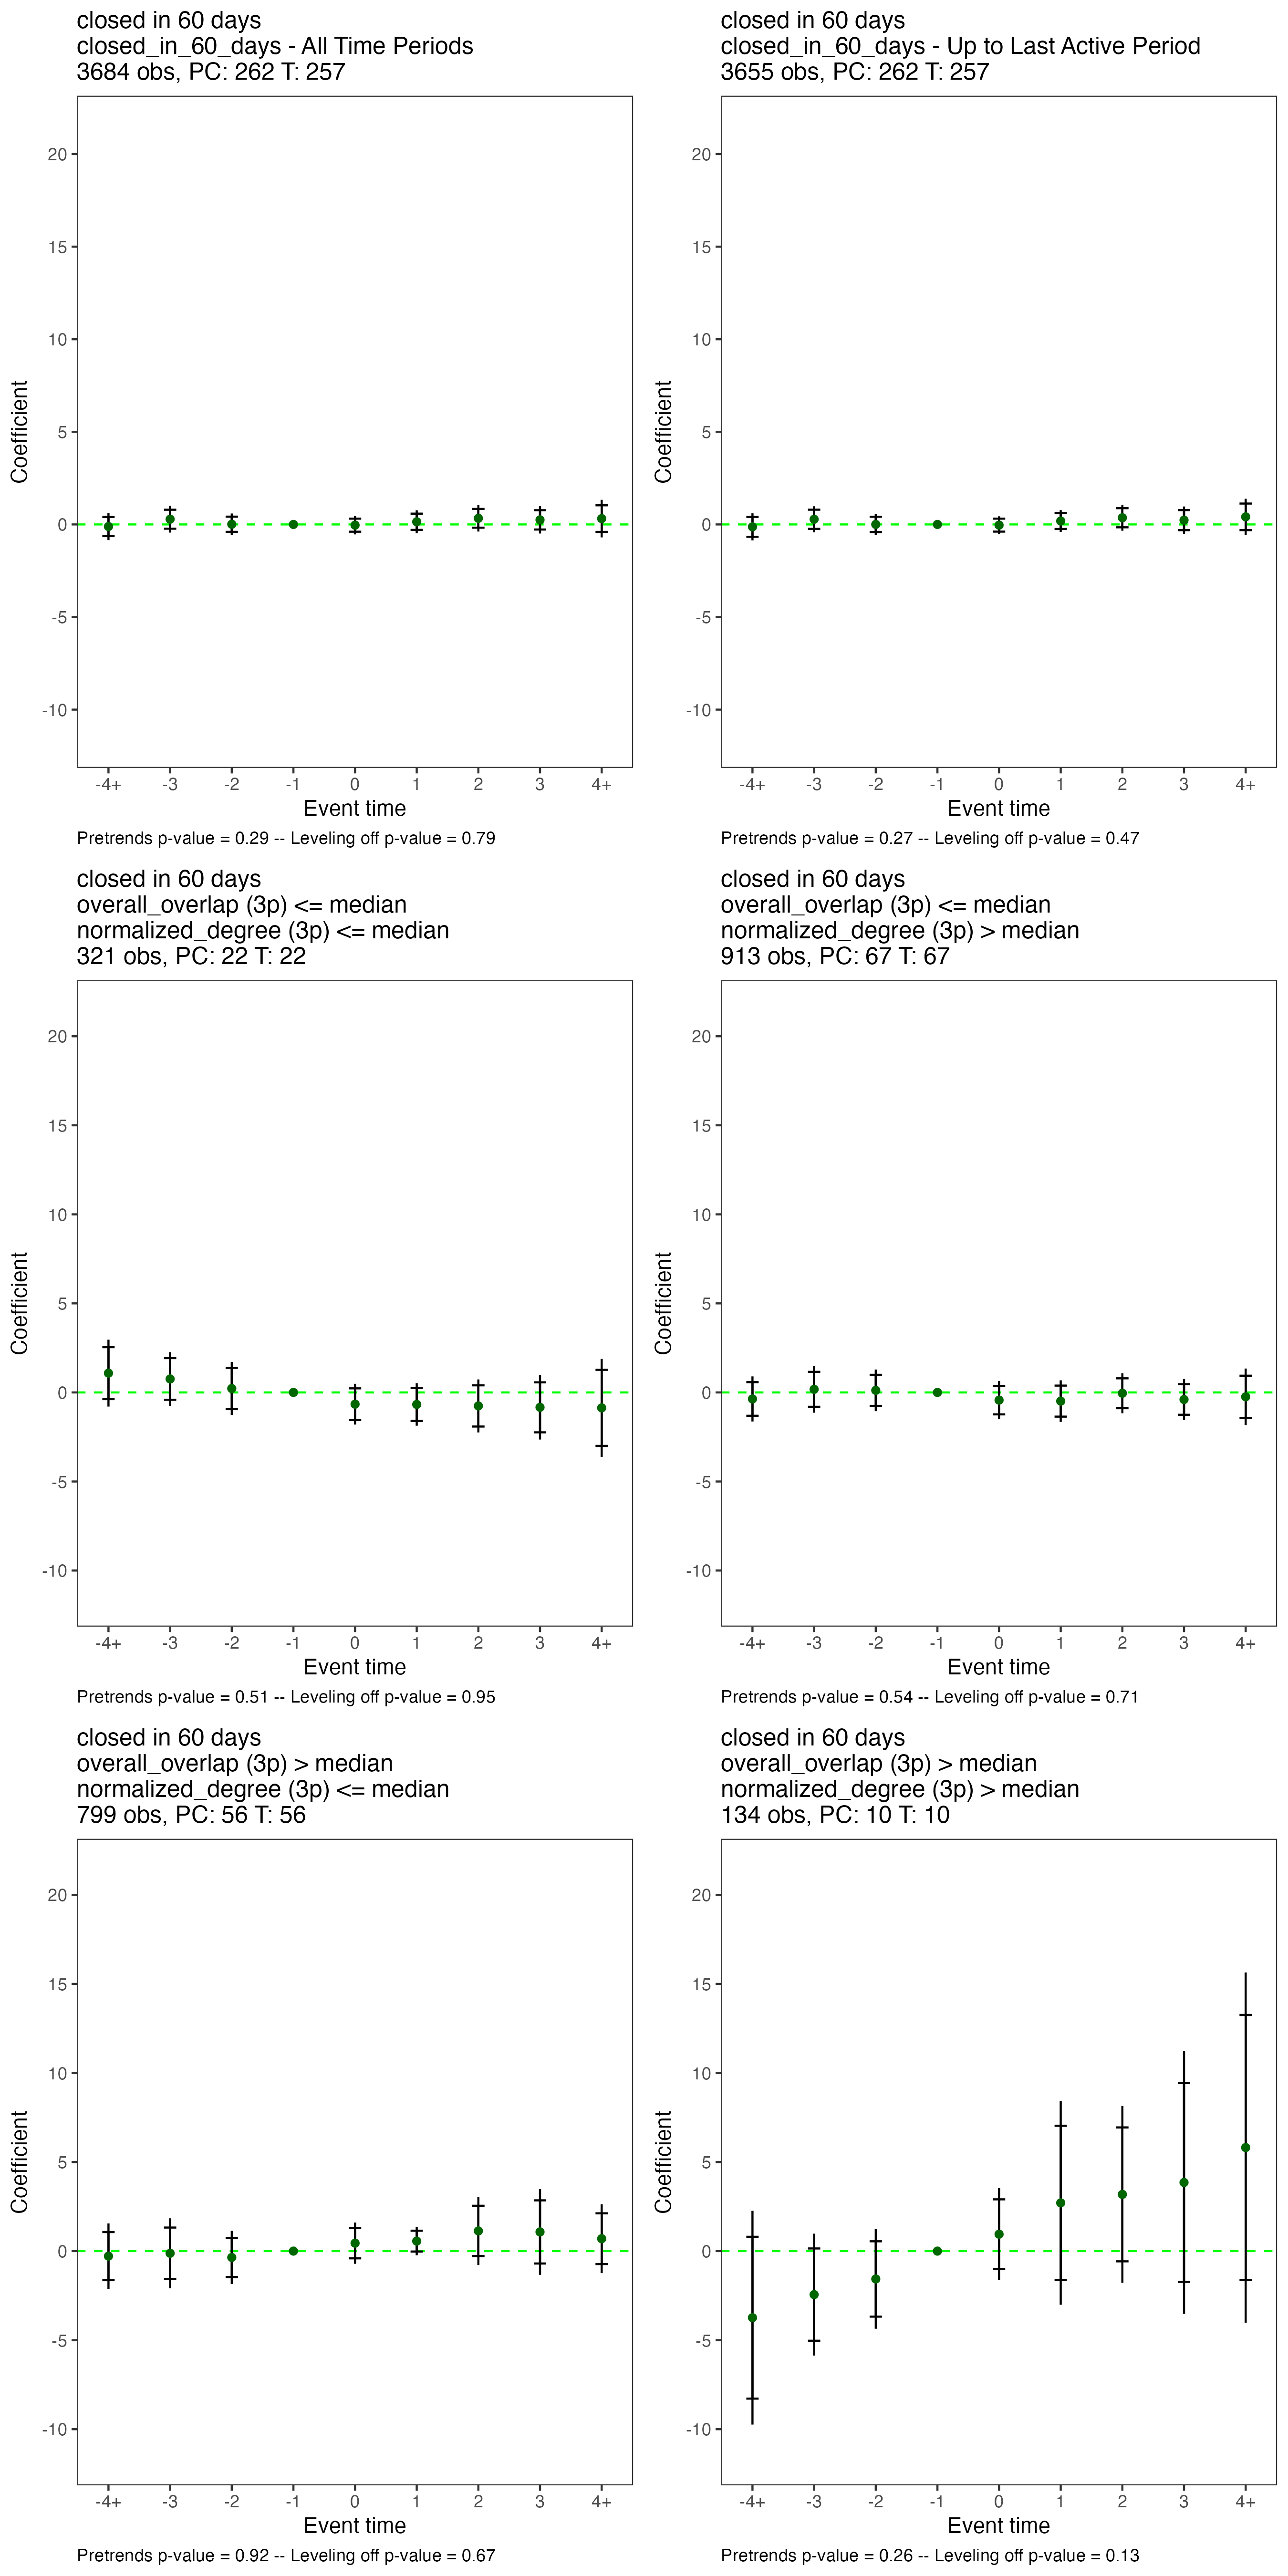 closed in 60 days
closed_in_60_days - All Time Periods
3684 obs, PC: 262 T: 257
20
15
10
5
0
-5
-10
Coefficient
-4+ -3 -2 -1 0 1 2 3 4+
Event time
Pretrends p-value = 0.29 -- Leveling off p-value = 0.79
closed in 60 days
closed_in_60_days - Up to Last Active Period
3655 obs, PC: 262 T: 257
20
15
10
5
0
-5
-10
Coefficient
-4+ -3 -2 -1 0 1 2 3 4+
Event time
Pretrends p-value = 0.27 -- Leveling off p-value = 0.47
closed in 60 days
overall_overlap (3p) <= median
normalized_degree (3p) <= median
321 obs, PC: 22 T: 22
20
15
10
5
0
-5
-10
Coefficient
-4+ -3 -2 -1 0 1 2 3 4+
Event time
Pretrends p-value = 0.51 -- Leveling off p-value = 0.95
closed in 60 days
overall_overlap (3p) <= median
normalized_degree (3p) > median
913 obs, PC: 67 T: 67
20
15
10
5
0
-5
-10
Coefficient
-4+ -3 -2 -1 0 1 2 3 4+
Event time
Pretrends p-value = 0.54 -- Leveling off p-value = 0.71
closed in 60 days
overall_overlap (3p) > median
normalized_degree (3p) <= median
799 obs, PC: 56 T: 56
20
15
10
5
0
-5
-10
Coefficient
-4+ -3 -2 -1 0 1 2 3 4+
Event time
Pretrends p-value = 0.92 -- Leveling off p-value = 0.67
closed in 60 days
overall_overlap (3p) > median
normalized_degree (3p) > median
134 obs, PC: 10 T: 10
20
15
10
5
0
-5
-10
Coefficient
-4+ -3 -2 -1 0 1 2 3 4+
Event time
Pretrends p-value = 0.26 -- Leveling off p-value = 0.13